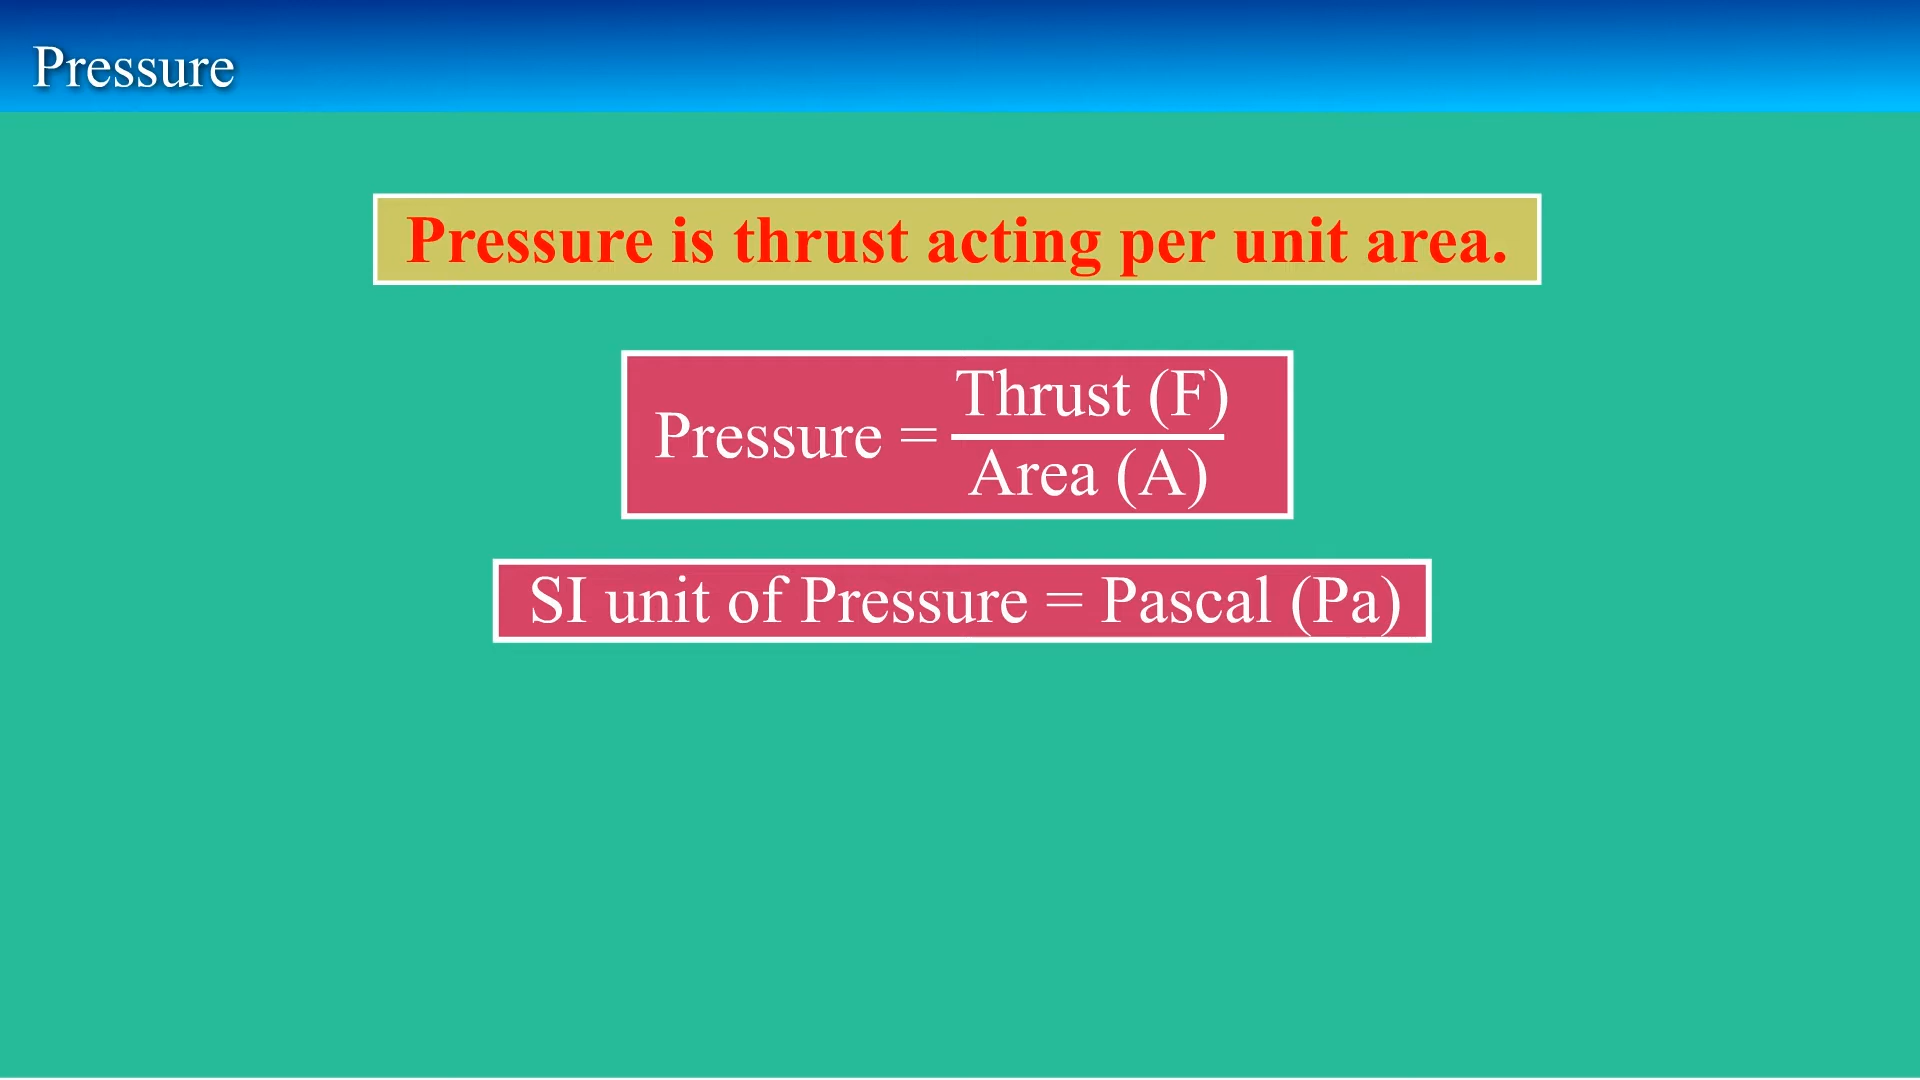 Pressure
Pressure is thrust acting per unit area.
Pressure = Thrust (F)
Area (A)
SI unit of Pressure = Pascal (Pa)